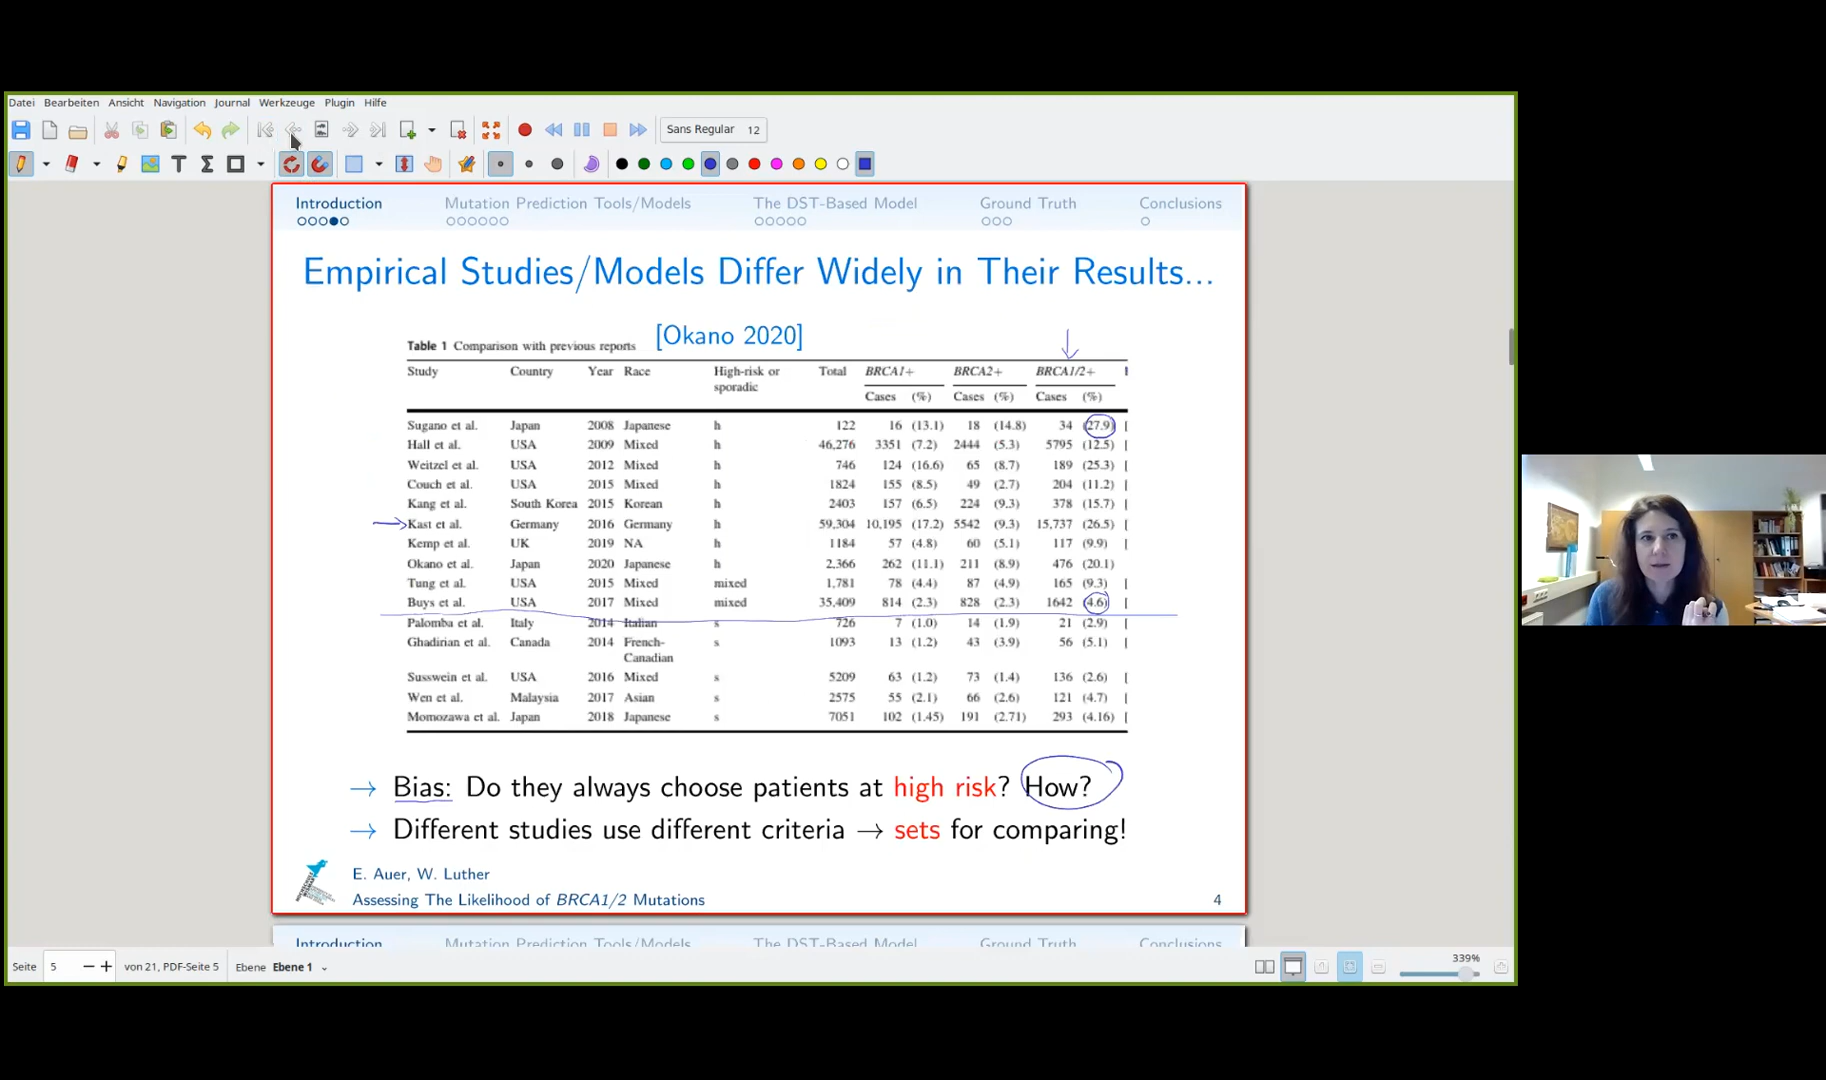 Datei Bearbeiten Ansicht Navigation Journal Werkzeuge Plugin Hilfe
Sans Regular 12
Introduction Mutation Prediction Tools/Models The DST-Based Model Ground Truth Conclusions
Empirical Studies/Models Differ Widely in Their Results...
[Okano 2020]
Table 1 Comparison with previous reports
Study Country Year Race High-risk or sporadic Total BRCA1+ BRCA2+ BRCA1/2+
Cases (%) Cases (%) Cases (%)
Sugano et al. Japan 2008 Japanese h 122 16 (13.1) 18 (14.8) 34 (27.9)
Hall et al. USA 2009 Mixed h 46,276 3351 (7.2) 2444 (5.3) 5795 (12.5)
Weitzel et al. USA 2012 Mixed h 746 124 (16.6) 65 (8.7) 189 (25.3)
Couch et al. USA 2015 Mixed h 1824 155 (8.5) 49 (2.7) 204 (11.2)
Kang et al. South Korea 2015 Korean h 2403 157 (6.5) 224 (9.3) 378 (15.7)
Kast et al. Germany 2016 Germany h 59,304 10,195 (17.2) 5542 (9.3) 15,737 (26.5)
Kemp et al. UK 2019 NA h 1184 57 (4.8) 60 (5.1) 117 (9.9)
Okano et al. Japan 2020 Japanese h 2,366 262 (11.1) 211 (8.9) 476 (20.1)
Tung et al. USA 2015 Mixed mixed 1,781 78 (4.4) 87 (4.9) 165 (9.3)
Buys et al. USA 2017 Mixed mixed 35,409 814 (2.3) 828 (2.3) 1642 (4.6)
Palomba et al. Italy 2014 Italian s 726 7 (1.0) 14 (1.9) 21 (2.9)
Ghadirian et al. Canada 2014 French-Canadian s 1093 13 (1.2) 43 (3.9) 56 (5.1)
Susswein et al. USA 2016 Mixed s 5209 63 (1.2) 73 (1.4) 136 (2.6)
Wen et al. Malaysia 2017 Asian s 2575 55 (2.1) 66 (2.6) 121 (4.7)
Momozawa et al. Japan 2018 Japanese s 7051 102 (1.45) 191 (2.71) 293 (4.16)
→ Bias: Do they always choose patients at high risk? How?
→ Different studies use different criteria → sets for comparing!
E. Auer, W. Luther
Assessing The Likelihood of BRCA1/2 Mutations 4
Introduction Mutation Prediction Tools/Models The DST-Based Model Ground Truth Conclusions
Seite 5 von 21, PDF-Seite 5 Ebene Ebene 1 339%